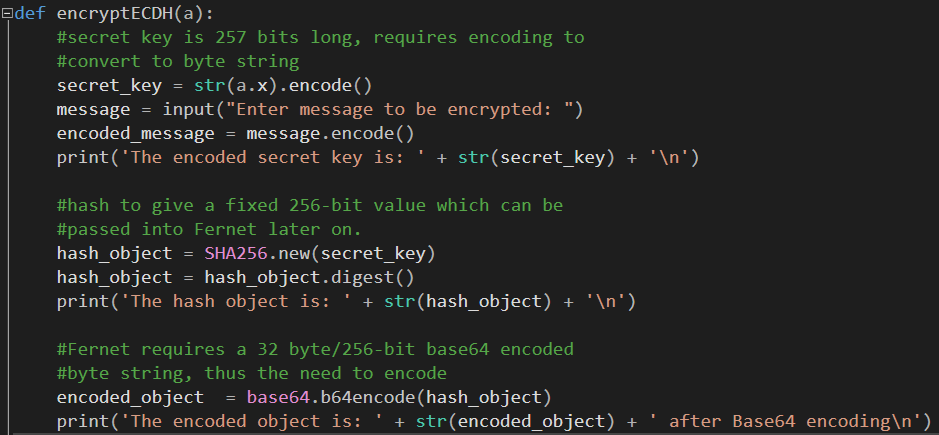 def encryptECDH(a):
    #secret key is 257 bits long, requires encoding to
    #convert to byte string
    secret_key = str(a.x).encode()
    message = input("Enter message to be encrypted: ")
    encoded_message = message.encode()
    print('The encoded secret key is: ' + str(secret_key) + '\n')

    #hash to give a fixed 256-bit value which can be
    #passed into Fernet later on.
    hash_object = SHA256.new(secret_key)
    hash_object = hash_object.digest()
    print('The hash object is: ' + str(hash_object) + '\n')

    #Fernet requires a 32 byte/256-bit base64 encoded
    #byte string, thus the need to encode
    encoded_object  = base64.b64encode(hash_object)
    print('The encoded object is: ' + str(encoded_object) + ' after Base64 encoding\n')